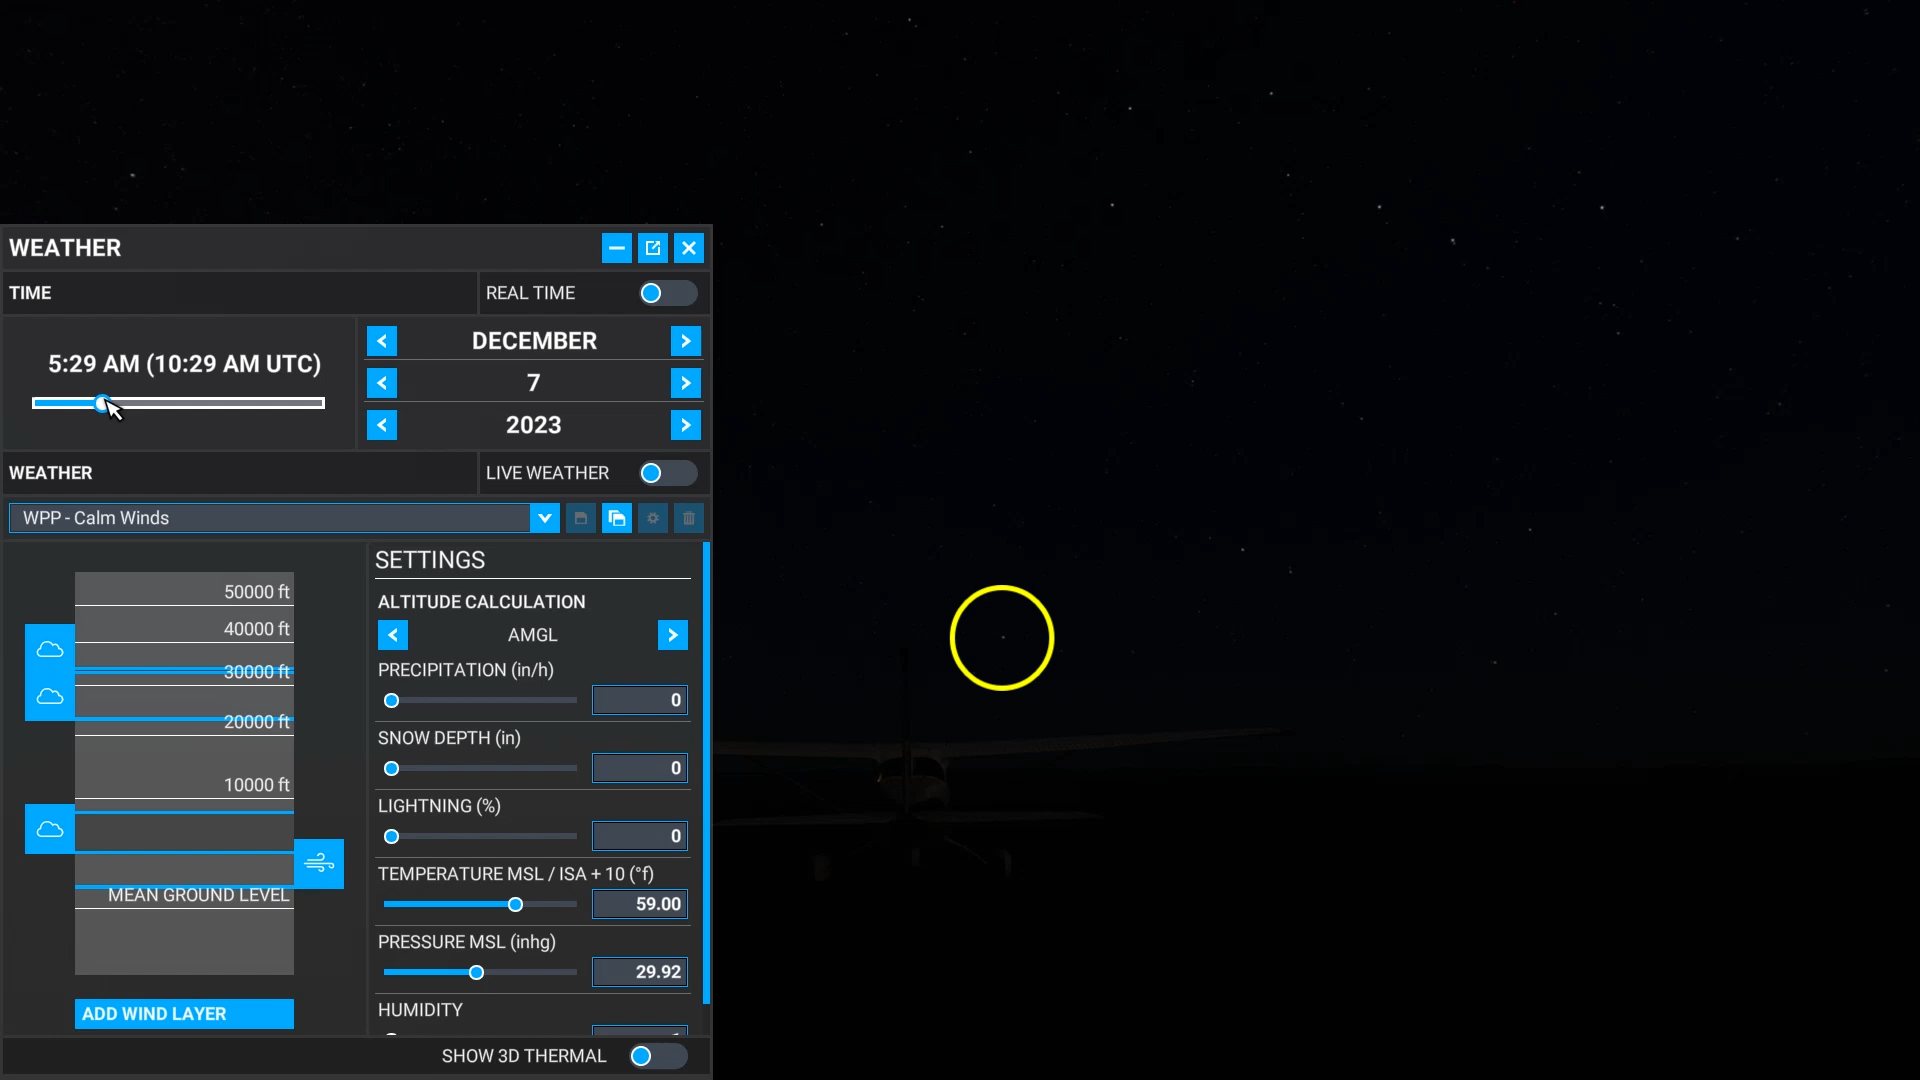 WEATHER
TIME
REAL TIME
5:29 AM (10:29 AM UTC)
DECEMBER
7
2023
WEATHER
LIVE WEATHER
WPP - Calm Winds
50000 ft
40000 ft
30000 ft
20000 ft
10000 ft
MEAN GROUND LEVEL
ADD WIND LAYER
SETTINGS
ALTITUDE CALCULATION
AMGL
PRECIPITATION (in/h)
0
SNOW DEPTH (in)
0
LIGHTNING (%)
0
TEMPERATURE MSL / ISA + 10 (°f)
59.00
PRESSURE MSL (inhg)
29.92
HUMIDITY
SHOW 3D THERMAL